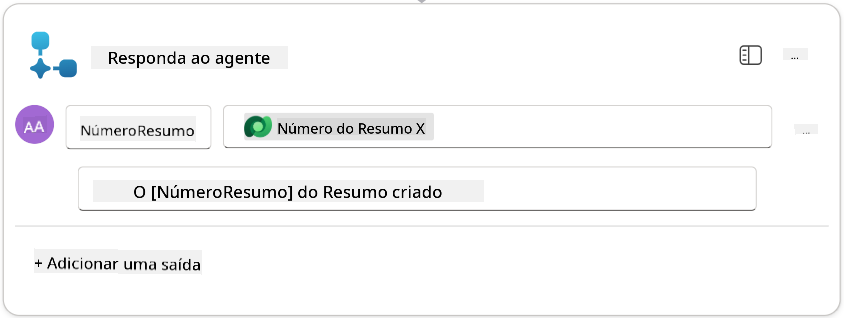 Responda ao agente
...
AA
NúmeroResumo
Número do Resumo X
...
O [NúmeroResumo] do Resumo criado
+ Adicionar uma saída